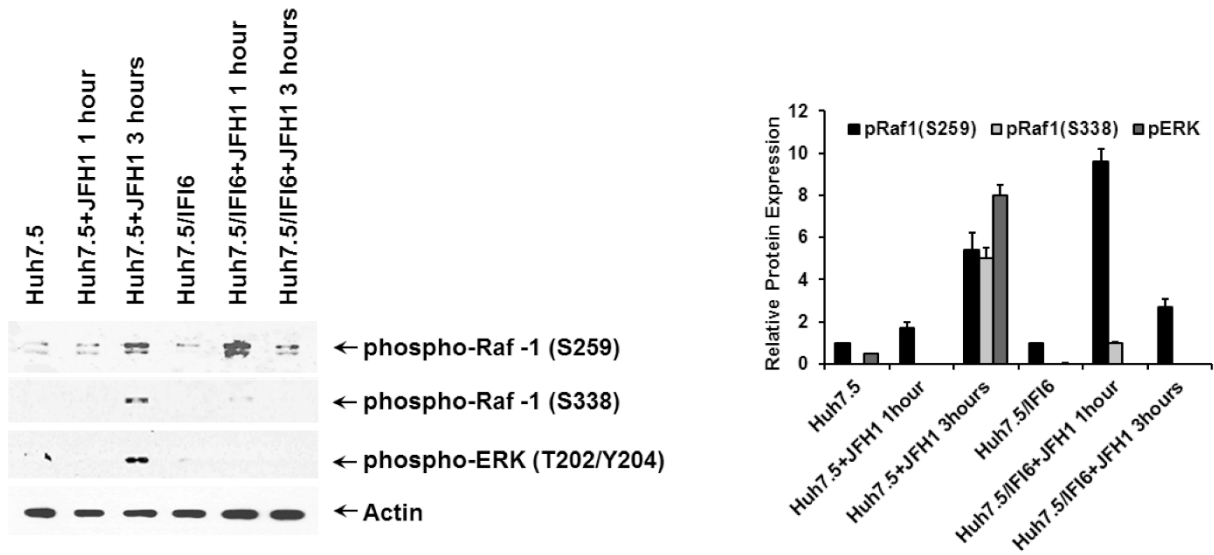 Huh7.5
Huh7.5+JFH1 1 hour
Huh7.5+JFH1 3 hours
Huh7.5/IFI6
Huh7.5/IFI6+JFH1 1 hour
Huh7.5/IFI6+JFH1 3 hours
←phospho-Raf -1 (S259)
←phospho-Raf -1 (S338)
←phospho-ERK (T202/Y204)
←Actin
Relative Protein Expression
12
10
8
6
4
2
0
pRaf1(S259) pRaf1(S338) pERK
Huh7.5
Huh7.5+JFH1 1hour
Huh7.5+JFH1 3hours
Huh7.5/IFI6
Huh7.5/IFI6+JFH1 1hour
Huh7.5/IFI6+JFH1 3hours